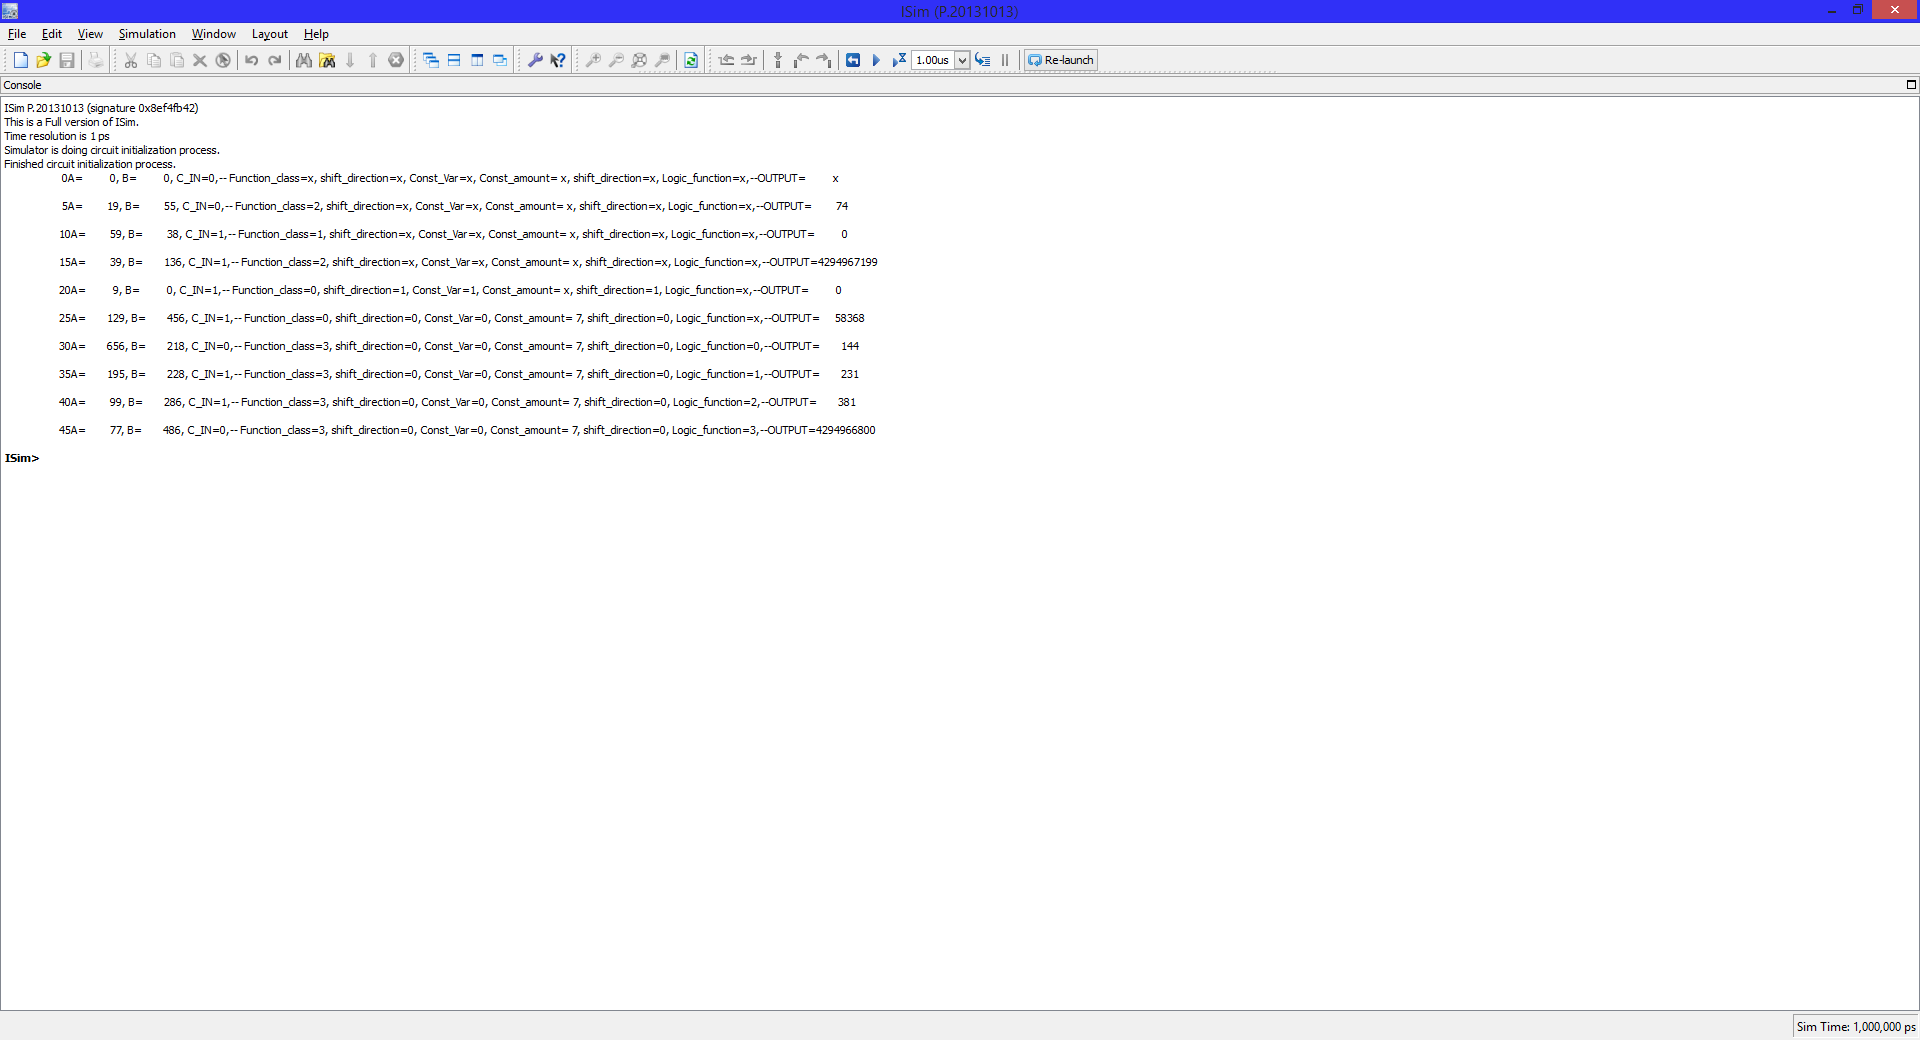 ISim (P.20131013)
File Edit View Simulation Window Layout Help
1.00us Re-launch
Console
ISim P.20131013 (signature 0x8ef4fb42)
This is a Full version of ISim.
Time resolution is 1 ps
Simulator is doing circuit initialization process.
Finished circuit initialization process.
0A= 0, B= 0, C_IN=0,-- Function_class=x, shift_direction=x, Const_Var=x, Const_amount= x, shift_direction=x, Logic_function=x,--OUTPUT= x
5A= 19, B= 55, C_IN=0,-- Function_class=2, shift_direction=x, Const_Var=x, Const_amount= x, shift_direction=x, Logic_function=x,--OUTPUT= 74
10A= 59, B= 38, C_IN=1,-- Function_class=1, shift_direction=x, Const_Var=x, Const_amount= x, shift_direction=x, Logic_function=x,--OUTPUT= 0
15A= 39, B= 136, C_IN=1,-- Function_class=2, shift_direction=x, Const_Var=x, Const_amount= x, shift_direction=x, Logic_function=x,--OUTPUT=4294967199
20A= 9, B= 0, C_IN=1,-- Function_class=0, shift_direction=1, Const_Var=1, Const_amount= x, shift_direction=1, Logic_function=x,--OUTPUT= 0
25A= 129, B= 456, C_IN=1,-- Function_class=0, shift_direction=0, Const_Var=0, Const_amount= 7, shift_direction=0, Logic_function=x,--OUTPUT= 58368
30A= 656, B= 218, C_IN=0,-- Function_class=3, shift_direction=0, Const_Var=0, Const_amount= 7, shift_direction=0, Logic_function=0,--OUTPUT= 144
35A= 195, B= 228, C_IN=1,-- Function_class=3, shift_direction=0, Const_Var=0, Const_amount= 7, shift_direction=0, Logic_function=1,--OUTPUT= 231
40A= 99, B= 286, C_IN=1,-- Function_class=3, shift_direction=0, Const_Var=0, Const_amount= 7, shift_direction=0, Logic_function=2,--OUTPUT= 381
45A= 77, B= 486, C_IN=0,-- Function_class=3, shift_direction=0, Const_Var=0, Const_amount= 7, shift_direction=0, Logic_function=3,--OUTPUT=4294966800
ISim>
Sim Time: 1,000,000 ps